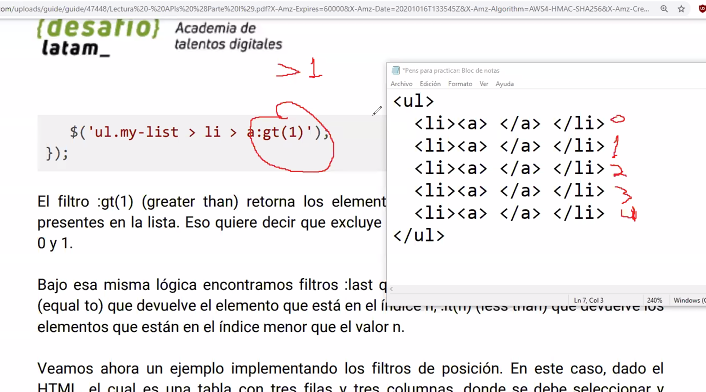 com/uploads/guide/guide/47448/Lectura%20-%20APIs%20%28Parte%20I%29.pdf?X-Amz-Expires=60000&X-Amz-Date=20201016T133545Z&X-Amz-Algorithm=AWS4-HMAC-SHA256&X-Amz-Cre...
{desafío}
latam_
Academia de
talentos digitales
> 1
$('ul.my-list > li > a:gt(1)');
});
El filtro :gt(1) (greater than) retorna los element
presentes en la lista. Eso quiere decir que excluye
0 y 1.
Bajo esa misma lógica encontramos filtros :last q
(equal to) que devuelve el elemento que está en el índice n, :lt(n) (less than) que devuelve los
elementos que están en el índice menor que el valor n.
Veamos ahora un ejemplo implementando los filtros de posición. En este caso, dado el
HTML, el cual es una tabla con tres filas y tres columnas, donde se debe seleccionar y
*Pens para practicar: Bloc de notas
Archivo Edición Formato Ver Ayuda
<ul>
<li><a> </a> </li> 0
<li><a> </a> </li> 1
<li><a> </a> </li> 2
<li><a> </a> </li> 3
<li><a> </a> </li> 4
</ul>
Ln 7, Col 3 240% Windows (